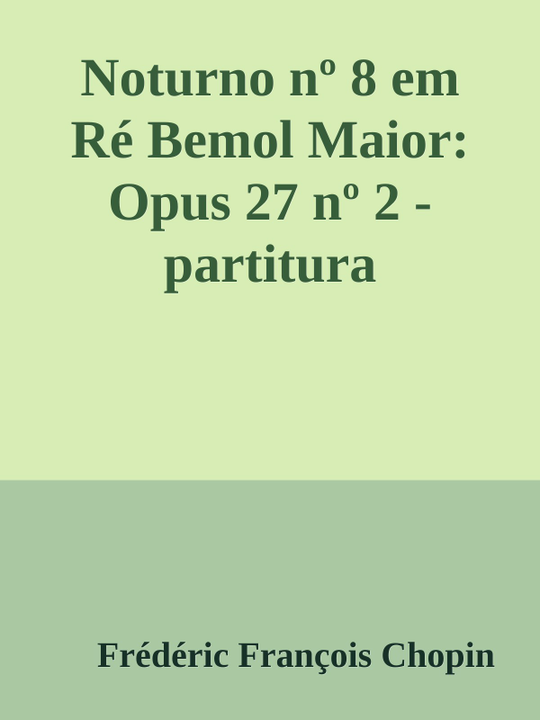 Noturno nº 8 em
Ré Bemol Maior:
Opus 27 nº 2 -
partitura
Frédéric François Chopin